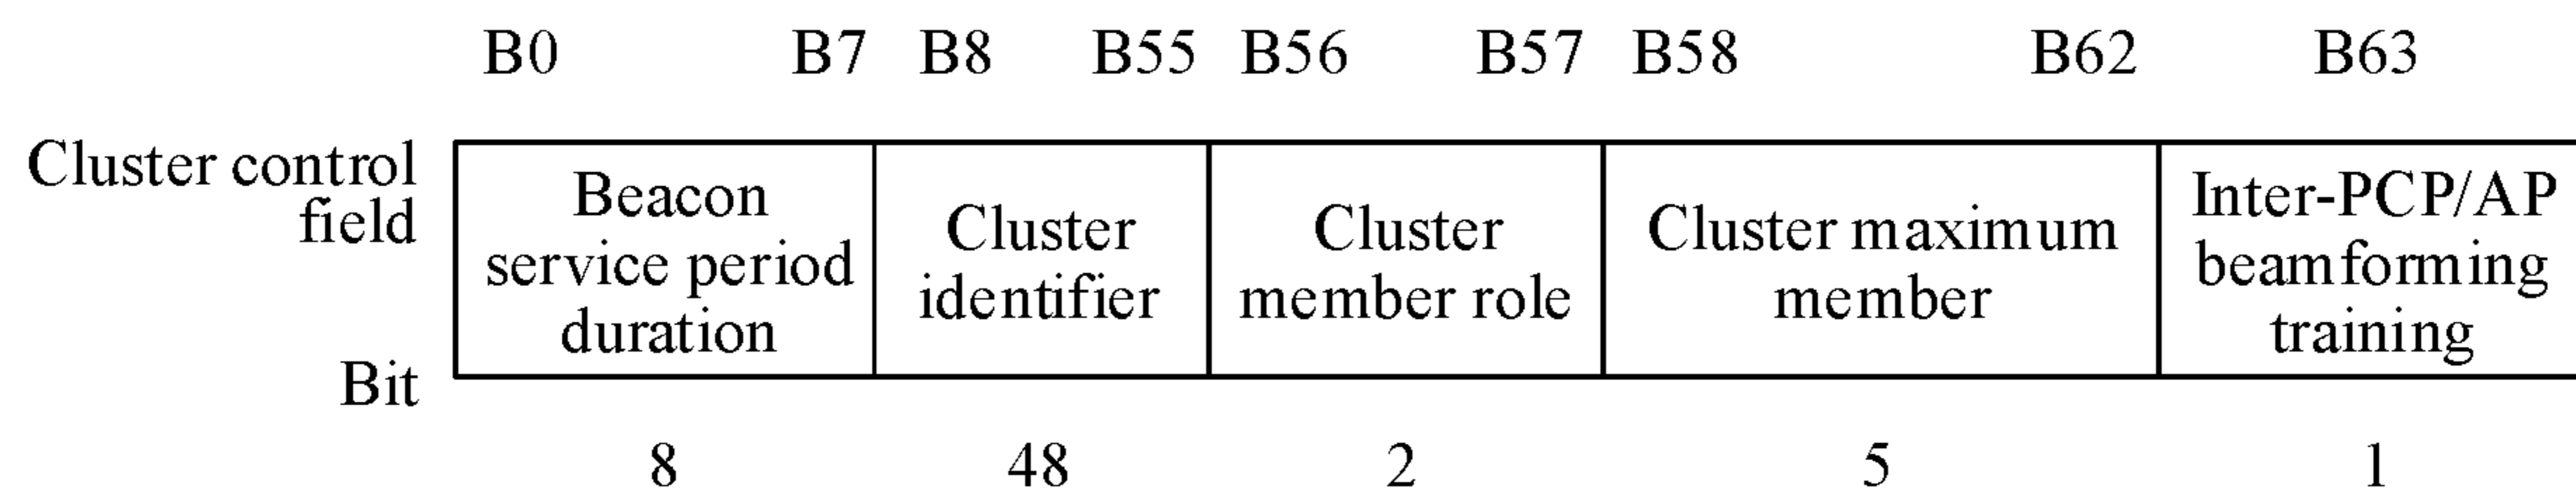 B0 B7 B8 B55 B56 B57 B58 B62 B63
Cluster control
field
Beacon
service period
duration
Cluster
identifier
Cluster
member role
Cluster maximum
member
Inter-PCP/AP
beamforming
training
Bit
8 48 2 5 1